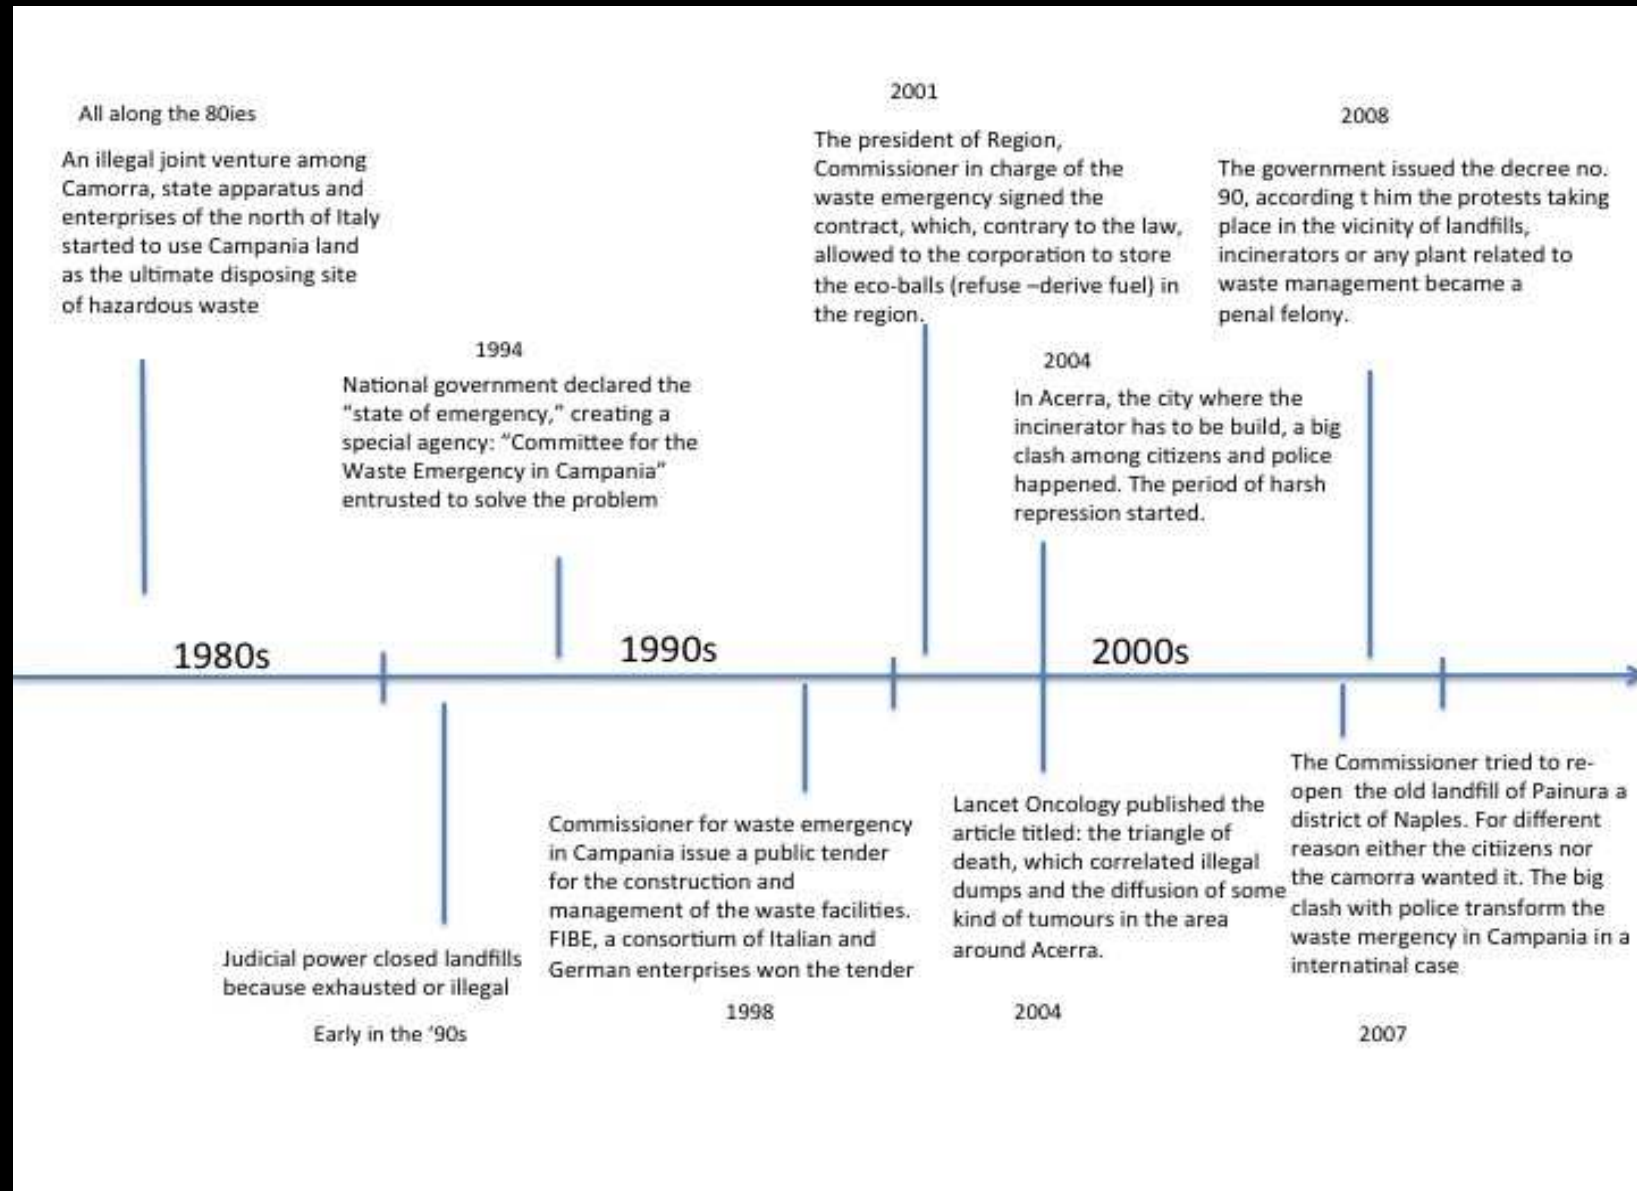 All along the 80ies
An illegal joint venture among
Camorra, state apparatus and
enterprises of the north of Italy
started to use Campania land
as the ultimate disposing site
of hazardous waste
1994
National government declared the
“state of emergency,” creating a
special agency: “Committee for the
Waste Emergency in Campania”
entrusted to solve the problem
2001
The president of Region,
Commissioner in charge of the
waste emergency signed the
contract, which, contrary to the law,
allowed to the corporation to store
the eco-balls (refuse –derive fuel) in
the region.
2004
In Acerra, the city where the
incinerator has to be build, a big
clash among citizens and police
happened. The period of harsh
repression started.
2008
The government issued the decree no.
90, according t him the protests taking
place in the vicinity of landfills,
incinerators or any plant related to
waste management became a
penal felony.
1980s
1990s
2000s
Judicial power closed landfills
because exhausted or illegal
Early in the ‘90s
Commissioner for waste emergency
in Campania issue a public tender
for the construction and
management of the waste facilities.
FIBE, a consortium of Italian and
German enterprises won the tender
1998
Lancet Oncology published the
article titled: the triangle of
death, which correlated illegal
dumps and the diffusion of some
kind of tumours in the area
around Acerra.
2004
The Commissioner tried to re-
open the old landfill of Painura a
district of Naples. For different
reason either the citiizens nor
the camorra wanted it. The big
clash with police transform the
waste mergency in Campania in a
internatinal case
2007